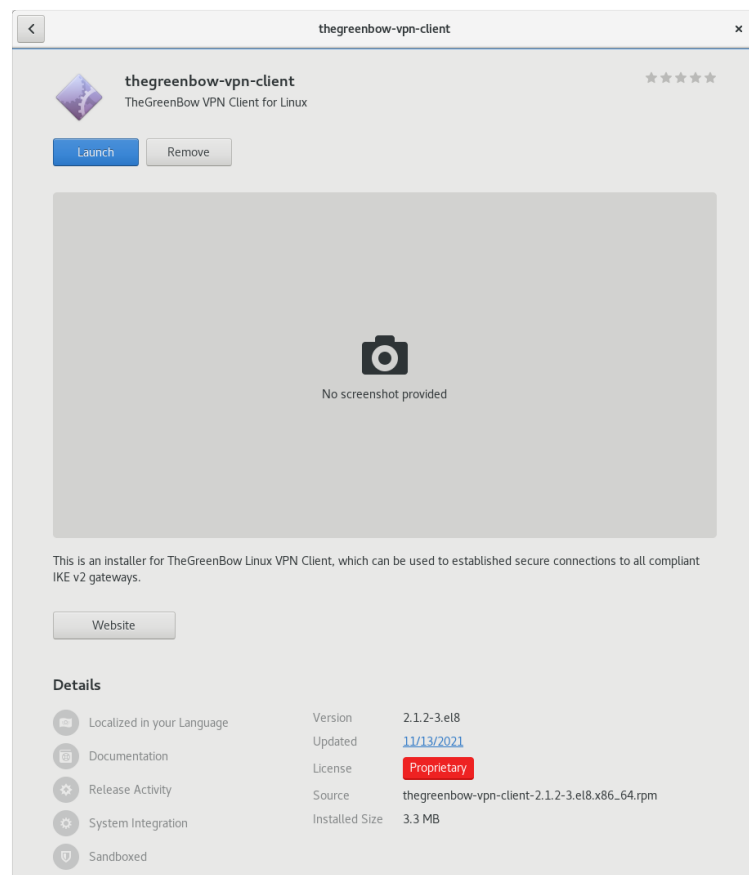 thegreenbow-vpn-client
thegreenbow-vpn-client
TheGreenBow VPN Client for Linux
Launch
Remove
No screenshot provided
This is an installer for TheGreenBow Linux VPN Client, which can be used to established secure connections to all compliant
IKE v2 gateways.
Website
Details
Localized in your Language
Documentation
Release Activity
System Integration
Sandboxed
Version 2.1.2-3.el8
Updated 11/13/2021
License Proprietary
Source thegreenbow-vpn-client-2.1.2-3.el8.x86_64.rpm
Installed Size 3.3 MB